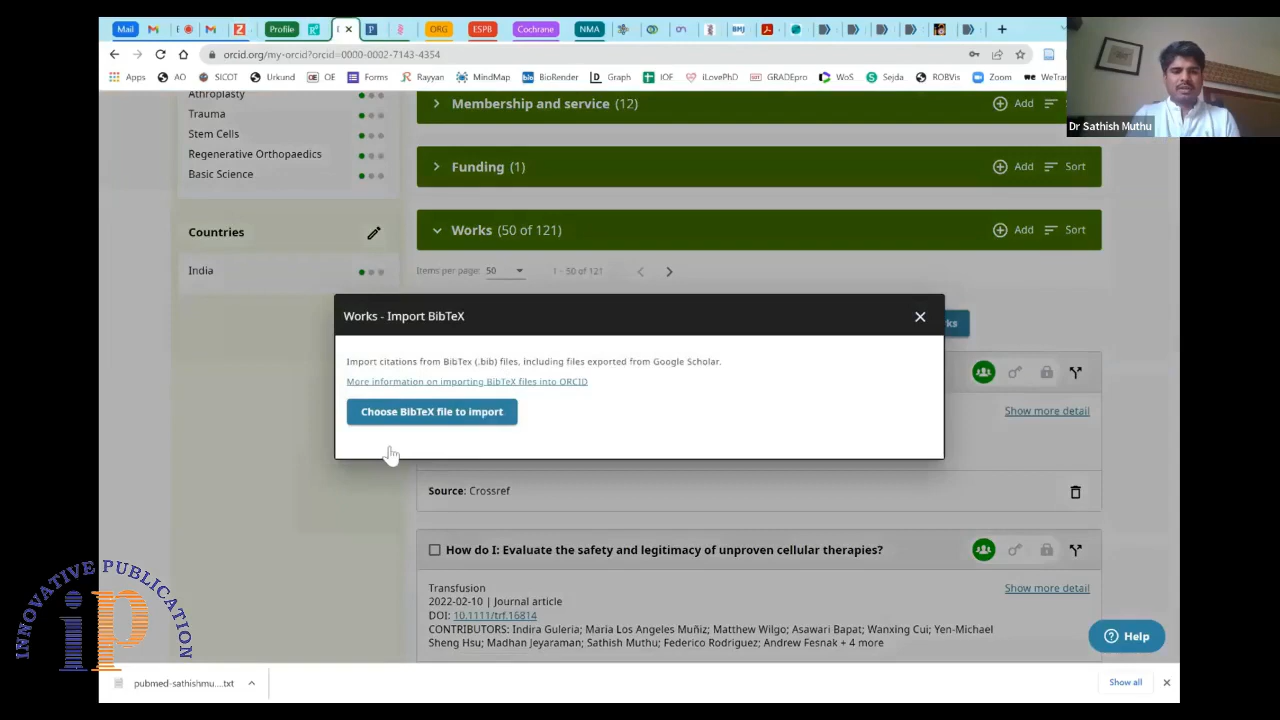 Mail
Profile
ORG
ESPB
Cochrane
NMA
BMJ
orcid.org/my-orcid?orcid=0000-0002-7143-4354
Apps
AO
SICOT
Urkund
OE
Forms
Rayyan
MindMap
BioRender
Graph
IOF
iLovePhD
GRADEpro
WoS
Sejda
ROBVis
Zoom
WeTra
Dr Sathish Muthu
Athroplasty
Trauma
Stem Cells
Regenerative Orthopaedics
Basic Science
Countries
India
Membership and service (12)
Add
Funding (1)
Add
Sort
Works (50 of 121)
Add
Sort
Items per page: 50
1 - 50 of 121
Works - Import BibTeX
ks
Import citations from BibTex (.bib) files, including files exported from Google Scholar.
More information on importing BibTeX files into ORCID
Choose BibTeX file to import
Show more detail
Source: Crossref
How do I: Evaluate the safety and legitimacy of unproven cellular therapies?
Transfusion
Show more detail
2022-02-10 | Journal article
DOI: 10.1111/trf.16814
CONTRIBUTORS: Indira Guleria; Maria Los Angeles Muñiz; Matthew Wilgo; Asawari Bapat; Wanxing Cui; Yen-Michael
Sheng Hsu; Madhan Jeyaraman; Sathish Muthu; Federico Rodriguez; Andrew Fesnak + 4 more
Help
INNOVATIVE PUBLICATION
ip
pubmed-sathishmu....txt
Show all